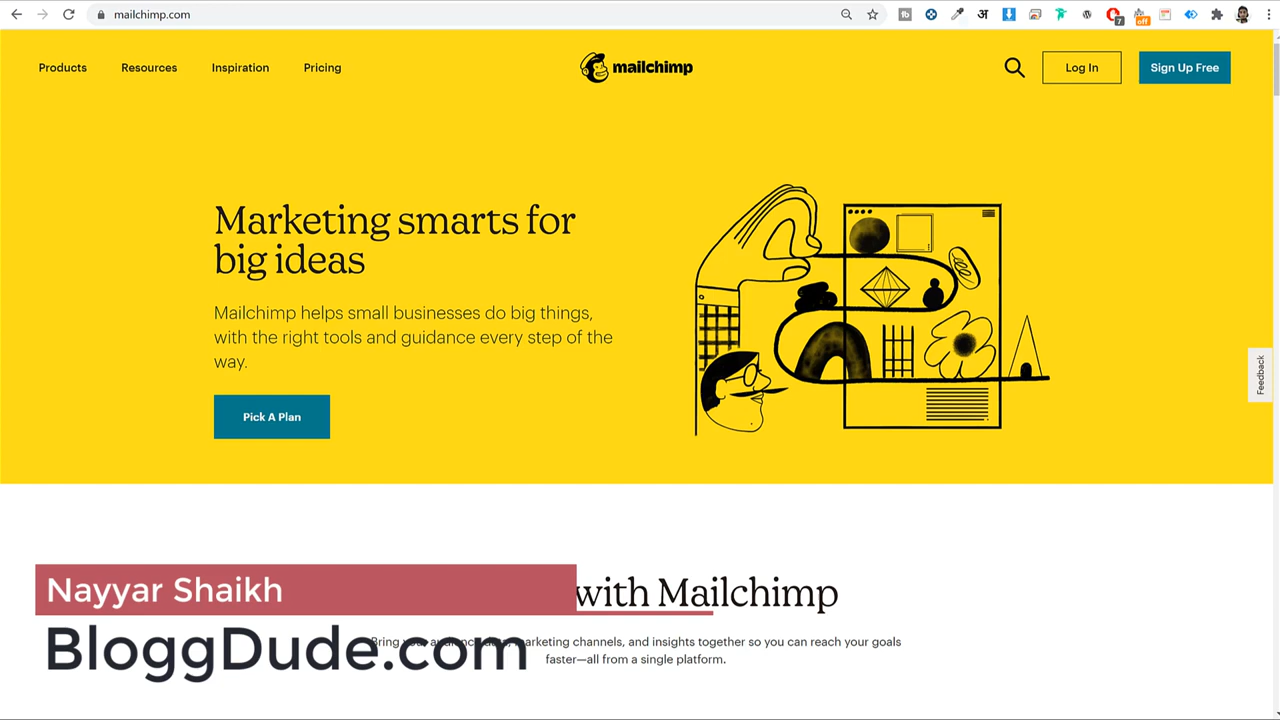 mailchimp.com
7
off
अ
Products
Resources
Inspiration
Pricing
mailchimp
Log In
Sign Up Free
Marketing smarts for
big ideas
Mailchimp helps small businesses do big things,
with the right tools and guidance every step of the
way.
Pick A Plan
Feedback
Nayyar Shaikh
with Mailchimp
BloggDude.com
marketing channels, and insights together so you can reach your goals
faster—all from a single platform.